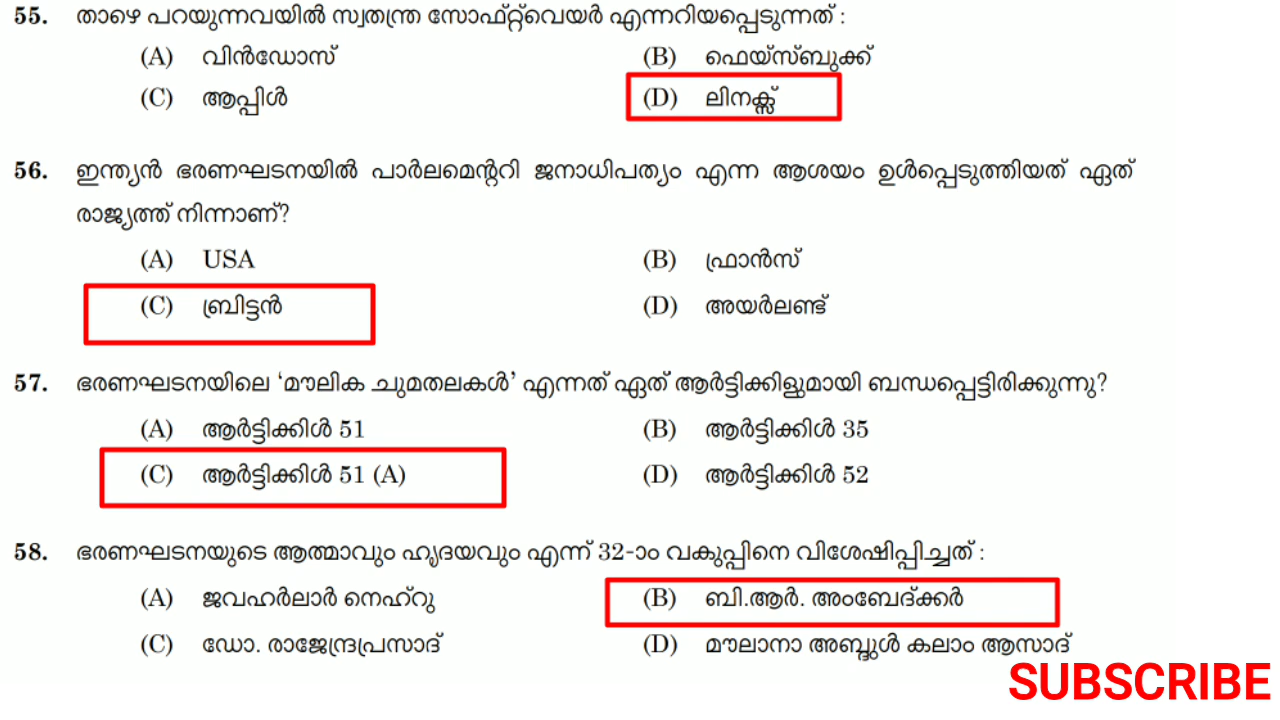 55. താഴെ പറയുന്നവയിൽ സ്വതന്ത്ര സോഫ്റ്റ്‌വെയർ എന്നറിയപ്പെടുന്നത് :
(A) വിൻഡോസ് (B) ഫെയ്സ്ബുക്ക്
(C) ആപ്പിൾ (D) ലിനക്സ്
56. ഇന്ത്യൻ ഭരണഘടനയിൽ പാർലമെന്ററി ജനാധിപത്യം എന്ന ആശയം ഉൾപ്പെടുത്തിയത് ഏത്
രാജ്യത്ത് നിന്നാണ്?
(A) USA (B) ഫ്രാൻസ്
(C) ബ്രിട്ടൻ (D) അയർലണ്ട്
57. ഭരണഘടനയിലെ ‘മൗലിക ചുമതലകൾ’ എന്നത് ഏത് ആർട്ടിക്കിളുമായി ബന്ധപ്പെട്ടിരിക്കുന്നു?
(A) ആർട്ടിക്കിൾ 51 (B) ആർട്ടിക്കിൾ 35
(C) ആർട്ടിക്കിൾ 51 (A) (D) ആർട്ടിക്കിൾ 52
58. ഭരണഘടനയുടെ ആത്മാവും ഹൃദയവും എന്ന് 32-ാം വകുപ്പിനെ വിശേഷിപ്പിച്ചത് :
(A) ജവഹർലാർ നെഹ്റു (B) ബി.ആർ. അംബേദ്ക്കർ
(C) ഡോ. രാജേന്ദ്രപ്രസാദ് (D) മൗലാനാ അബ്ദുൾ കലാം ആസാദ്
SUBSCRIBE